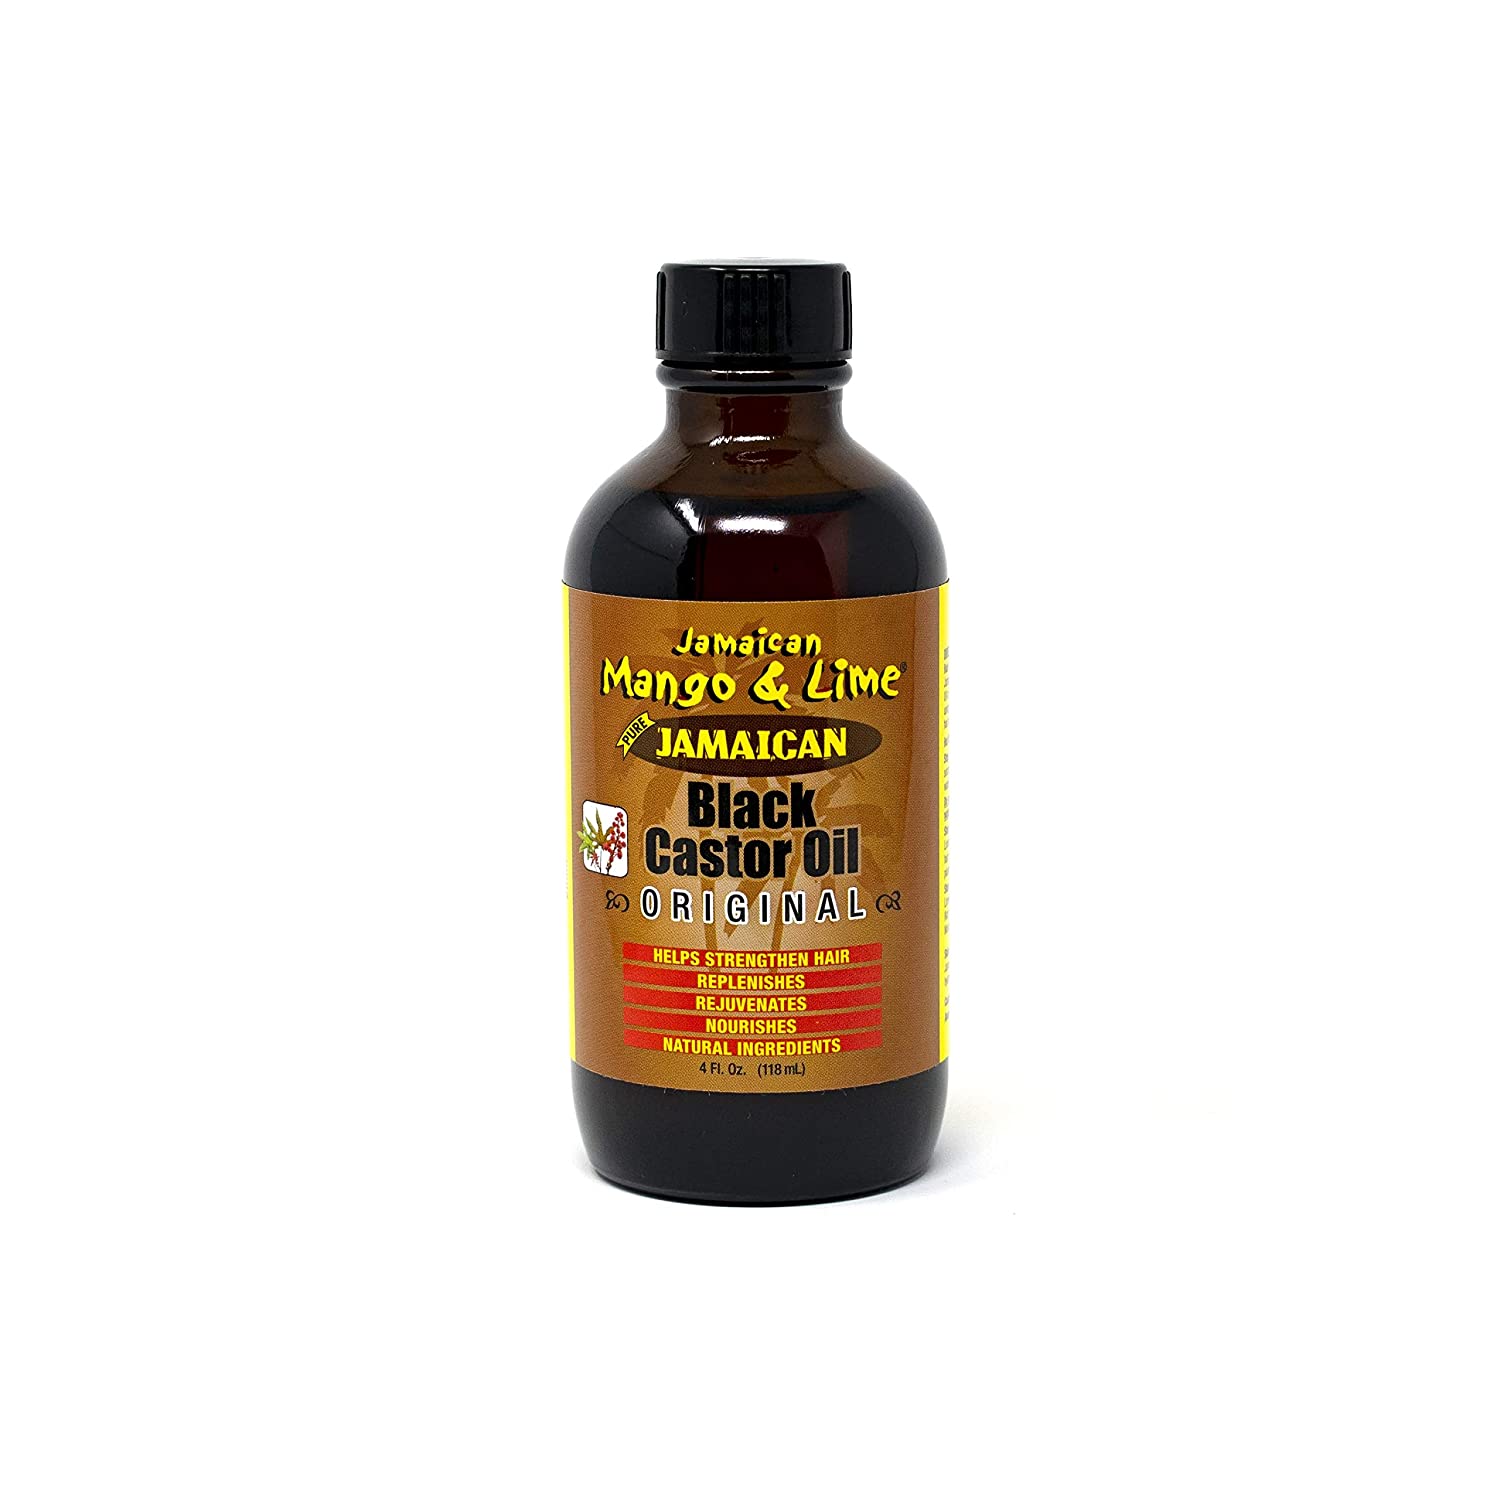 Jamaican
Mango & Lime®
PURE
JAMAICAN
Black
Castor Oil
ORIGINAL
HELPS STRENGTHEN HAIR
REPLENISHES
REJUVENATES
NOURISHES
NATURAL INGREDIENTS
4 Fl. Oz. (118 mL)